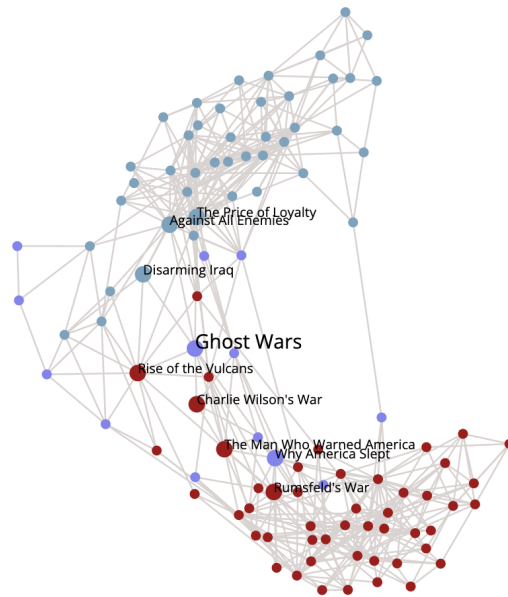 The Price of Loyalty
Against All Enemies
Disarming Iraq
Ghost Wars
Rise of the Vulcans
Charlie Wilson's War
The Man Who Warned America
Why America Slept
Rumsfeld's War